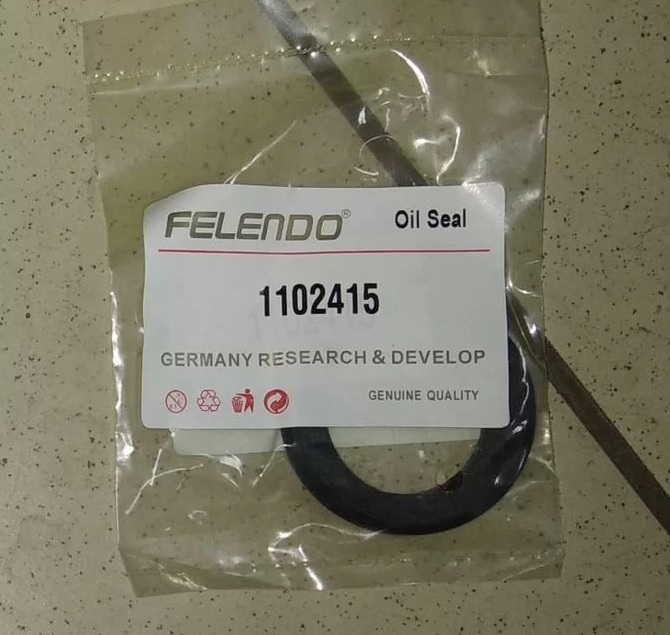 FELENDO® Oil Seal
1102415
GERMANY RESEARCH & DEVELOP
GENUINE QUALITY